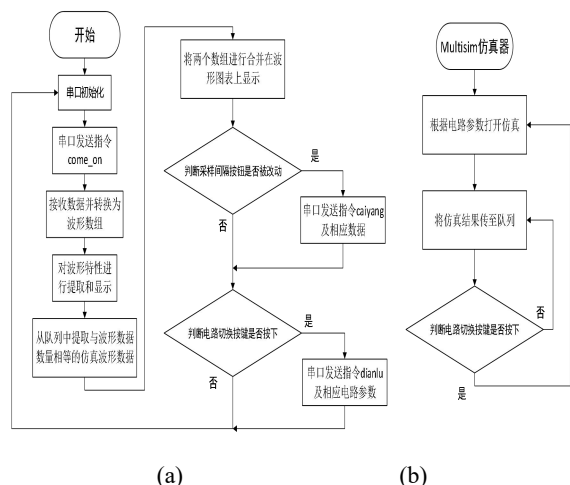 开始
串口初始化
串口发送指令
come_on
接收数据并转换为
波形数组
对波形特性进
行提取和显示
从队列中提取与波形数据
数量相等的仿真波形数据
将两个数组进行合并在波
形图表上显示
判断采样间隔按钮是否被改动
是
否
串口发送指令caiyang
及相应数据
判断电路切换按键是否按下
是
否
串口发送指令dianlu
及相应电路参数
(a)
Multisim仿真器
根据电路参数打开仿真
将仿真结果传至队列
判断电路切换按键是否按下
否
是
(b)